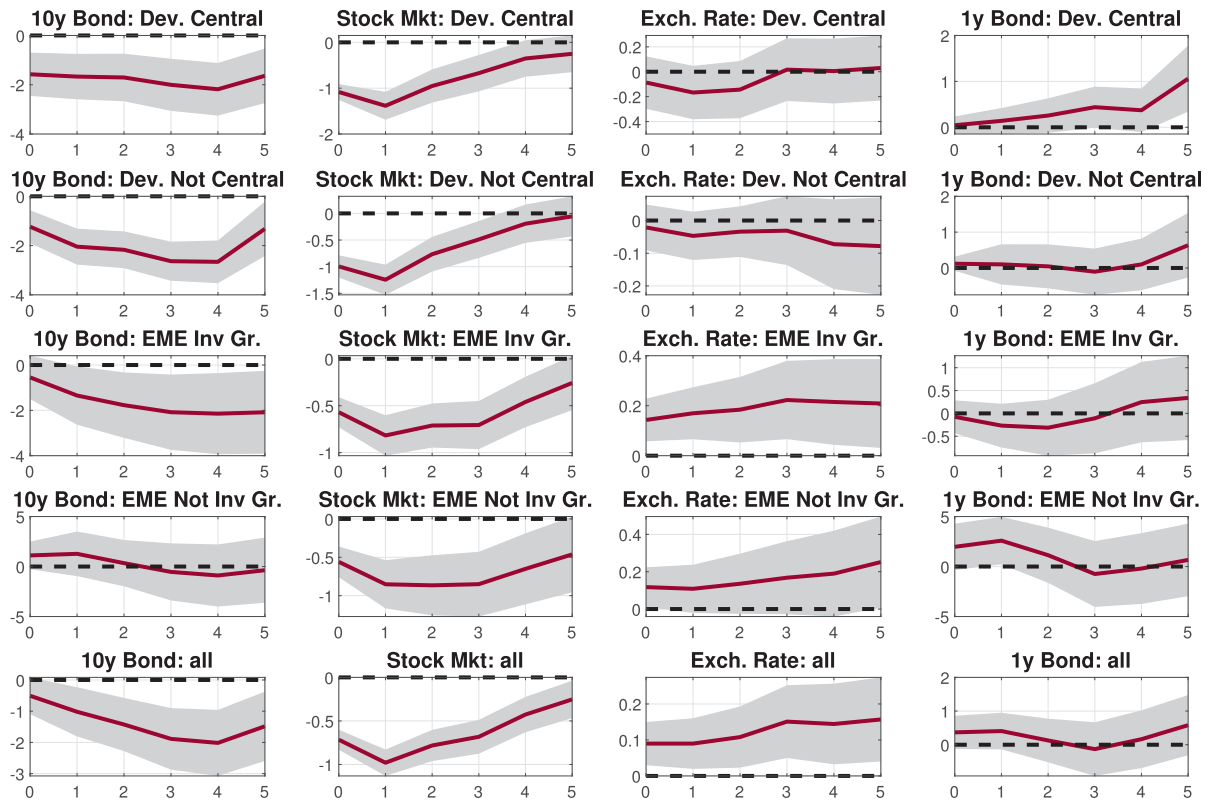 10y Bond: Dev. Central
0
-2
-4
0 1 2 3 4 5
Stock Mkt: Dev. Central
0
-1
-2
0 1 2 3 4 5
Exch. Rate: Dev. Central
0.2
0
-0.2
-0.4
0 1 2 3 4 5
1y Bond: Dev. Central
2
1
0
0 1 2 3 4 5
10y Bond: Dev. Not Central
0
-2
-4
0 1 2 3 4 5
Stock Mkt: Dev. Not Central
0
-0.5
-1
-1.5
0 1 2 3 4 5
Exch. Rate: Dev. Not Central
0
-0.1
-0.2
0 1 2 3 4 5
1y Bond: Dev. Not Central
2
1
0
0 1 2 3 4 5
10y Bond: EME Inv Gr.
0
-2
-4
0 1 2 3 4 5
Stock Mkt: EME Inv Gr.
0
-0.5
-1
0 1 2 3 4 5
Exch. Rate: EME Inv Gr.
0.4
0.2
0
0 1 2 3 4 5
1y Bond: EME Inv Gr.
1
0.5
0
-0.5
0 1 2 3 4 5
10y Bond: EME Not Inv Gr.
5
0
-5
0 1 2 3 4 5
Stock Mkt: EME Not Inv Gr.
0
-0.5
-1
0 1 2 3 4 5
Exch. Rate: EME Not Inv Gr.
0.4
0.2
0
0 1 2 3 4 5
1y Bond: EME Not Inv Gr.
5
0
-5
0 1 2 3 4 5
10y Bond: all
0
-1
-2
-3
0 1 2 3 4 5
Stock Mkt: all
0
-0.5
-1
0 1 2 3 4 5
Exch. Rate: all
0.2
0.1
0
0 1 2 3 4 5
1y Bond: all
2
1
0
0 1 2 3 4 5